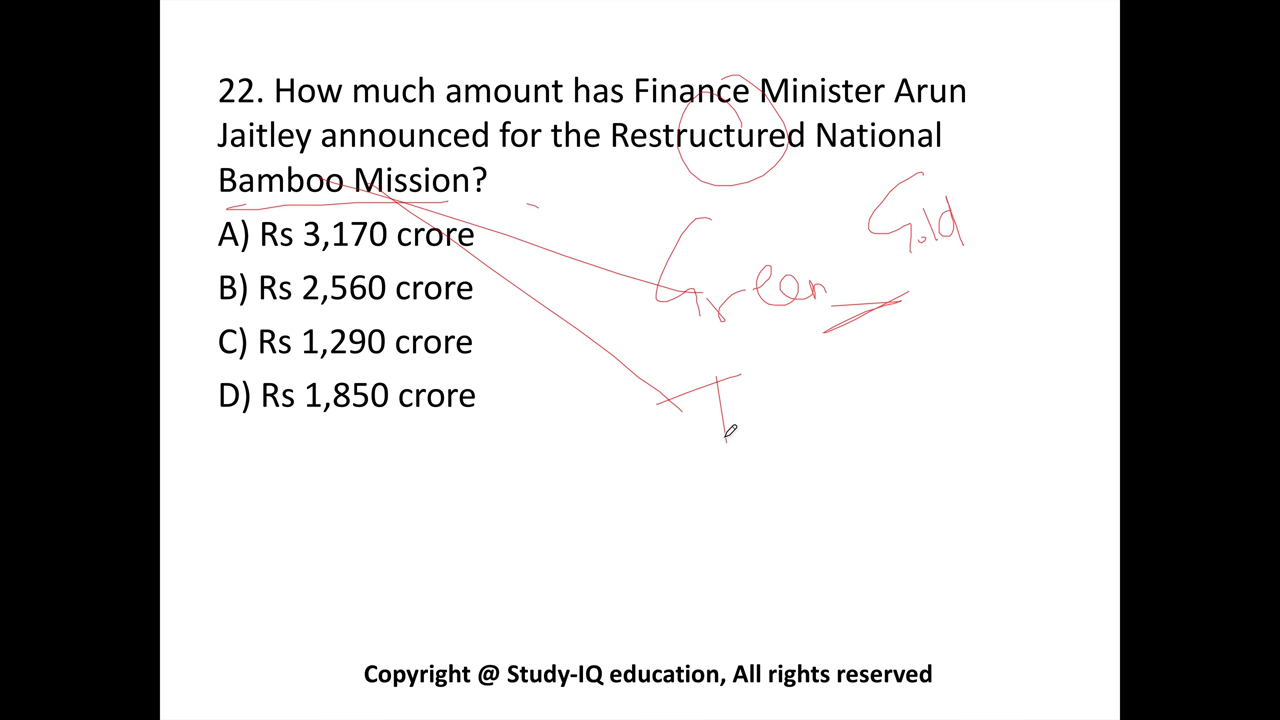 22. How much amount has Finance Minister Arun
Jaitley announced for the Restructured National
Bamboo Mission?
A) Rs 3,170 crore
B) Rs 2,560 crore
C) Rs 1,290 crore
D) Rs 1,850 crore
Gold
Green
T
Copyright @ Study-IQ education, All rights reserved